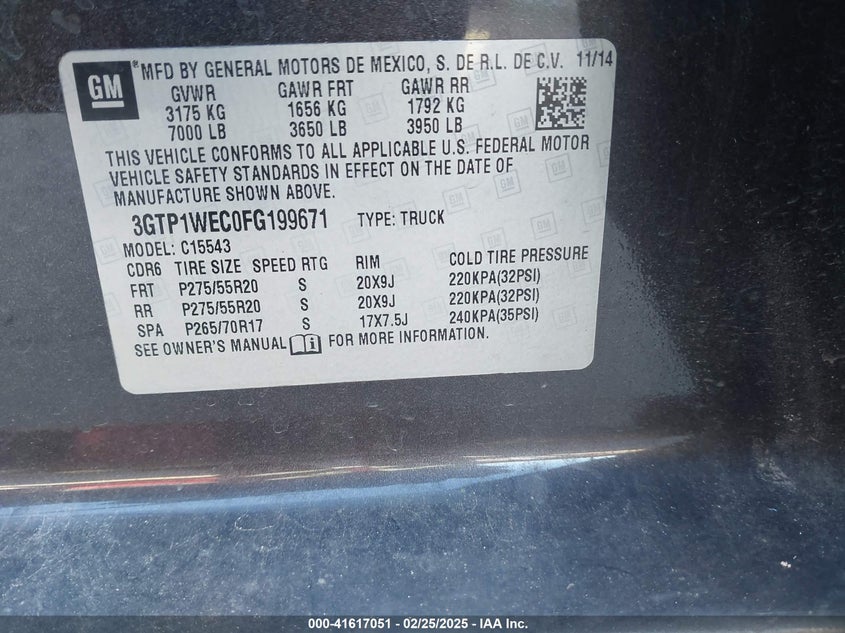 GM ® MFD BY GENERAL MOTORS DE MEXICO, S. DE R.L. DE C.V. 11/14
GVWR GAWR FRT GAWR RR
3175 KG 1656 KG 1792 KG
7000 LB 3650 LB 3950 LB
THIS VEHICLE CONFORMS TO ALL APPLICABLE U.S. FEDERAL MOTOR
VEHICLE SAFETY STANDARDS IN EFFECT ON THE DATE OF
MANUFACTURE SHOWN ABOVE.
3GTP1WEC0FG199671 TYPE: TRUCK
MODEL: C15543
CDR6 TIRE SIZE SPEED RTG RIM COLD TIRE PRESSURE
FRT P275/55R20 S 20X9J 220KPA(32PSI)
RR P275/55R20 S 20X9J 220KPA(32PSI)
SPA P265/70R17 S 17X7.5J 240KPA(35PSI)
SEE OWNER'S MANUAL FOR MORE INFORMATION.
000-41617051 - 02/25/2025 - IAA Inc.